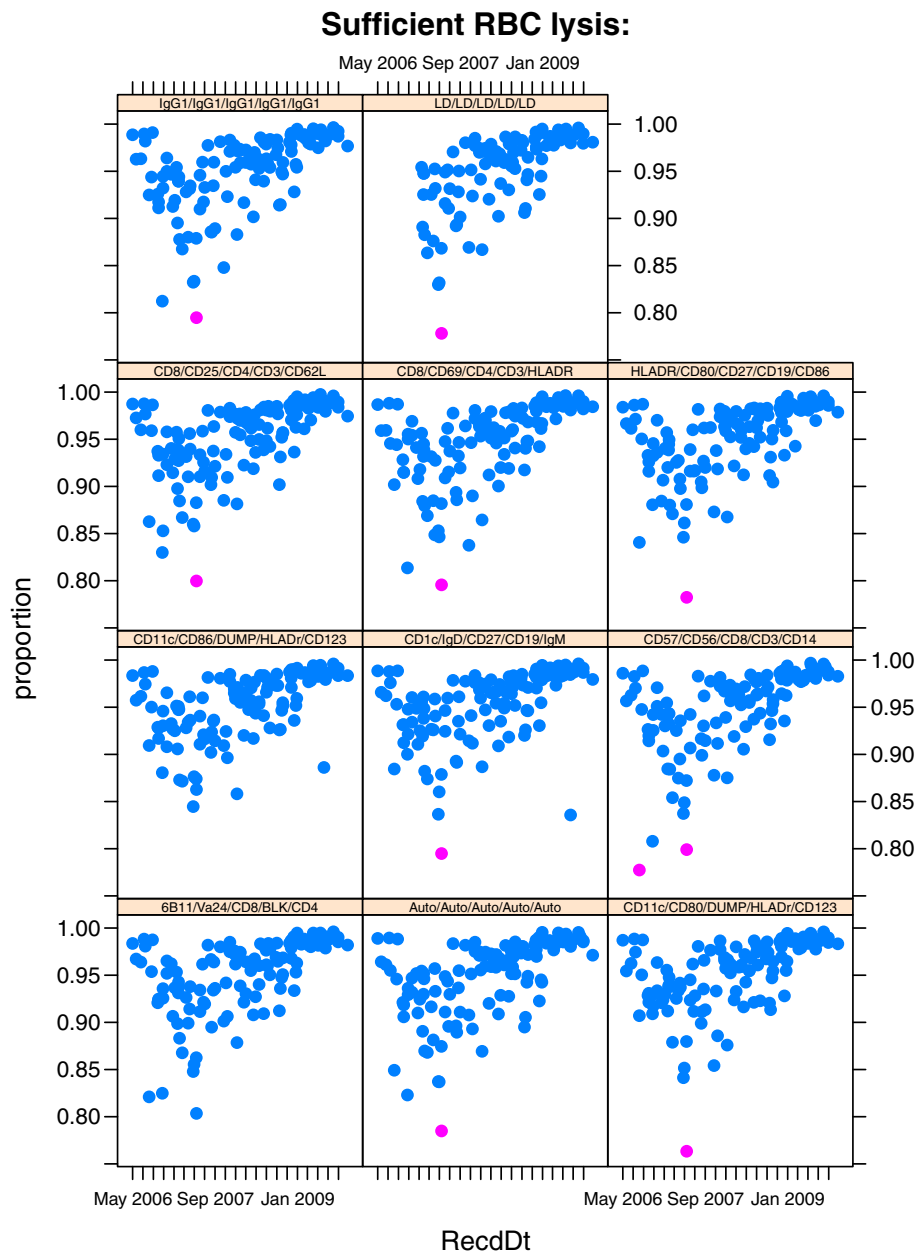 Sufficient RBC lysis:
May 2006 Sep 2007 Jan 2009
IgG1/IgG1/IgG1/IgG1/IgG1 LD/LD/LD/LD/LD
1.00
0.95
0.90
0.85
0.80
CD8/CD25/CD4/CD3/CD62L CD8/CD69/CD4/CD3/HLADR HLADR/CD80/CD27/CD19/CD86
1.00
0.95
0.90
0.85
0.80
proportion
CD11c/CD86/DUMP/HLADr/CD123 CD1c/IgD/CD27/CD19/IgM CD57/CD56/CD8/CD3/CD14
1.00
0.95
0.90
0.85
0.80
6B11/Va24/CD8/BLK/CD4 Auto/Auto/Auto/Auto/Auto CD11c/CD80/DUMP/HLADr/CD123
1.00
0.95
0.90
0.85
0.80
May 2006 Sep 2007 Jan 2009 May 2006 Sep 2007 Jan 2009
RecdDt